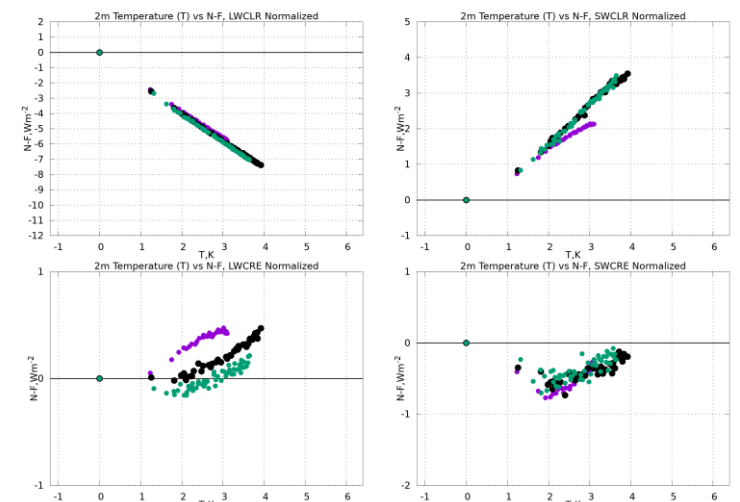 2m Temperature (T) vs N-F, LWCLR Normalized
2
1
0
-1
-2
-3
-4
-5
-6
-7
-8
-9
-10
-11
-12
N-F,Wm-2
-1 0 1 2 3 4 5 6
T,K
2m Temperature (T) vs N-F, SWCLR Normalized
5
4
3
2
1
0
-1
N-F,Wm-2
-1 0 1 2 3 4 5 6
T,K
2m Temperature (T) vs N-F, LWCRE Normalized
1
0
-1
N-F,Wm-2
-1 0 1 2 3 4 5 6
T,K
2m Temperature (T) vs N-F, SWCRE Normalized
1
0
-1
-2
N-F,Wm-2
-1 0 1 2 3 4 5 6
T,K